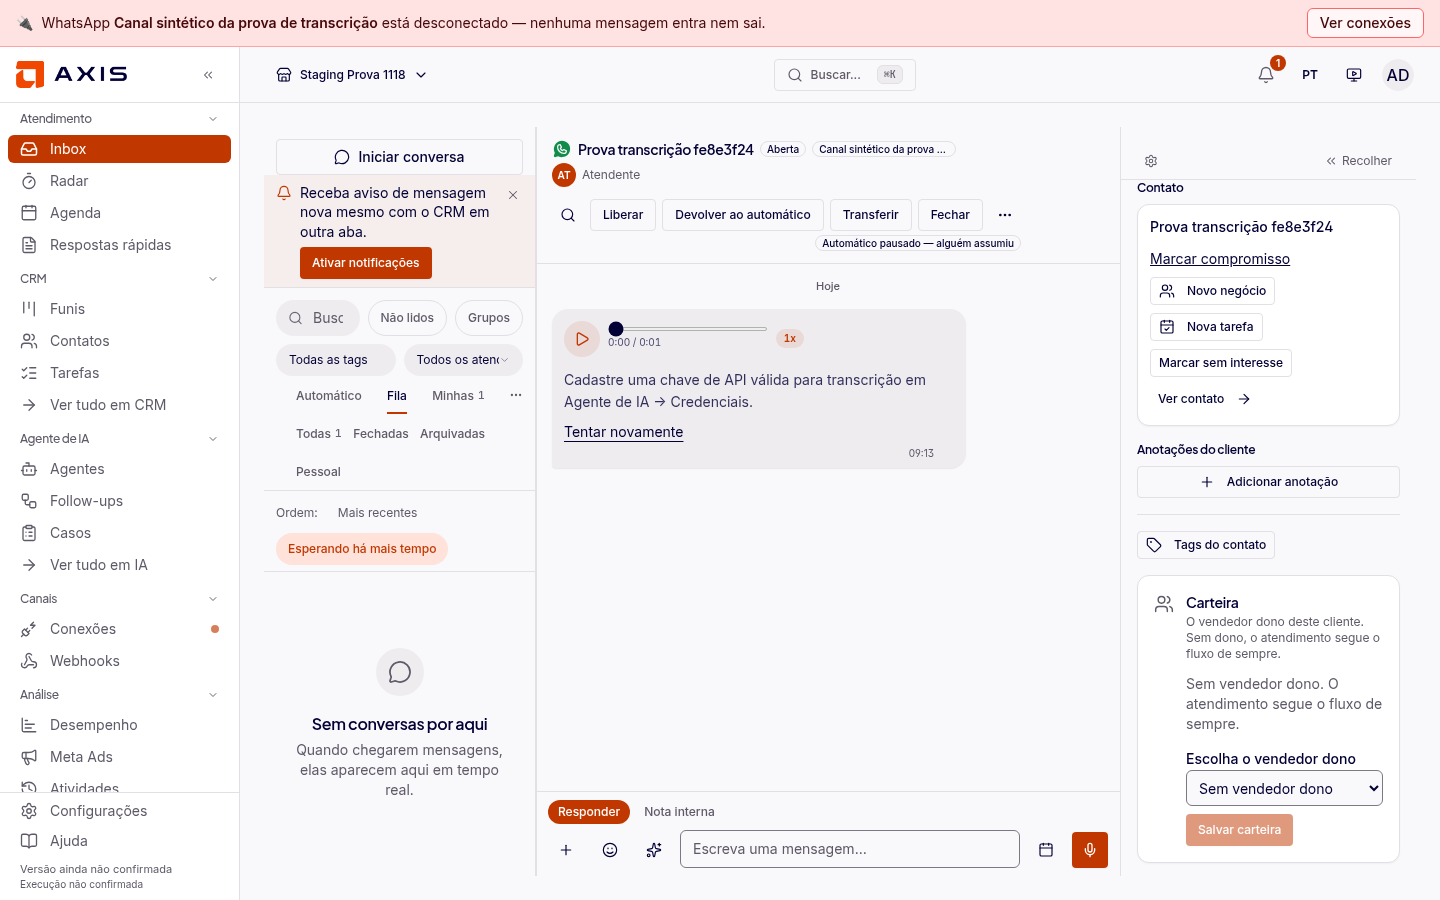 WhatsApp Canal sintético da prova de transcrição está desconectado — nenhuma mensagem entra nem sai.
Ver conexões
AXIS
Staging Prova 1118
Buscar...
⌘K
1
PT
AD
Atendimento
Inbox
Radar
Agenda
Respostas rápidas
CRM
Funis
Contatos
Tarefas
Ver tudo em CRM
Agente de IA
Agentes
Follow-ups
Casos
Ver tudo em IA
Canais
Conexões
Webhooks
Análise
Desempenho
Meta Ads
Atividades
Configurações
Ajuda
Versão ainda não confirmada
Execução não confirmada
Iniciar conversa
Receba aviso de mensagem
nova mesmo com o CRM em
outra aba.
Ativar notificações
Busc
Não lidos
Grupos
Todas as tags
Todos os aten
Automático
Fila
Minhas 1
Todas 1
Fechadas
Arquivadas
Pessoal
Ordem:
Mais recentes
Esperando há mais tempo
Sem conversas por aqui
Quando chegarem mensagens,
elas aparecem aqui em tempo
real.
Prova transcrição fe8e3f24
Aberta
Canal sintético da prova ...
AT
Atendente
Liberar
Devolver ao automático
Transferir
Fechar
Automático pausado — alguém assumiu
Hoje
0:00 / 0:01
1x
Cadastre uma chave de API válida para transcrição em
Agente de IA → Credenciais.
Tentar novamente
09:13
Responder
Nota interna
Escreva uma mensagem...
Recolher
Contato
Prova transcrição fe8e3f24
Marcar compromisso
Novo negócio
Nova tarefa
Marcar sem interesse
Ver contato
Anotações do cliente
Adicionar anotação
Tags do contato
Carteira
O vendedor dono deste cliente.
Sem dono, o atendimento segue o
fluxo de sempre.
Sem vendedor dono. O
atendimento segue o fluxo de
sempre.
Escolha o vendedor dono
Sem vendedor dono
Salvar carteira